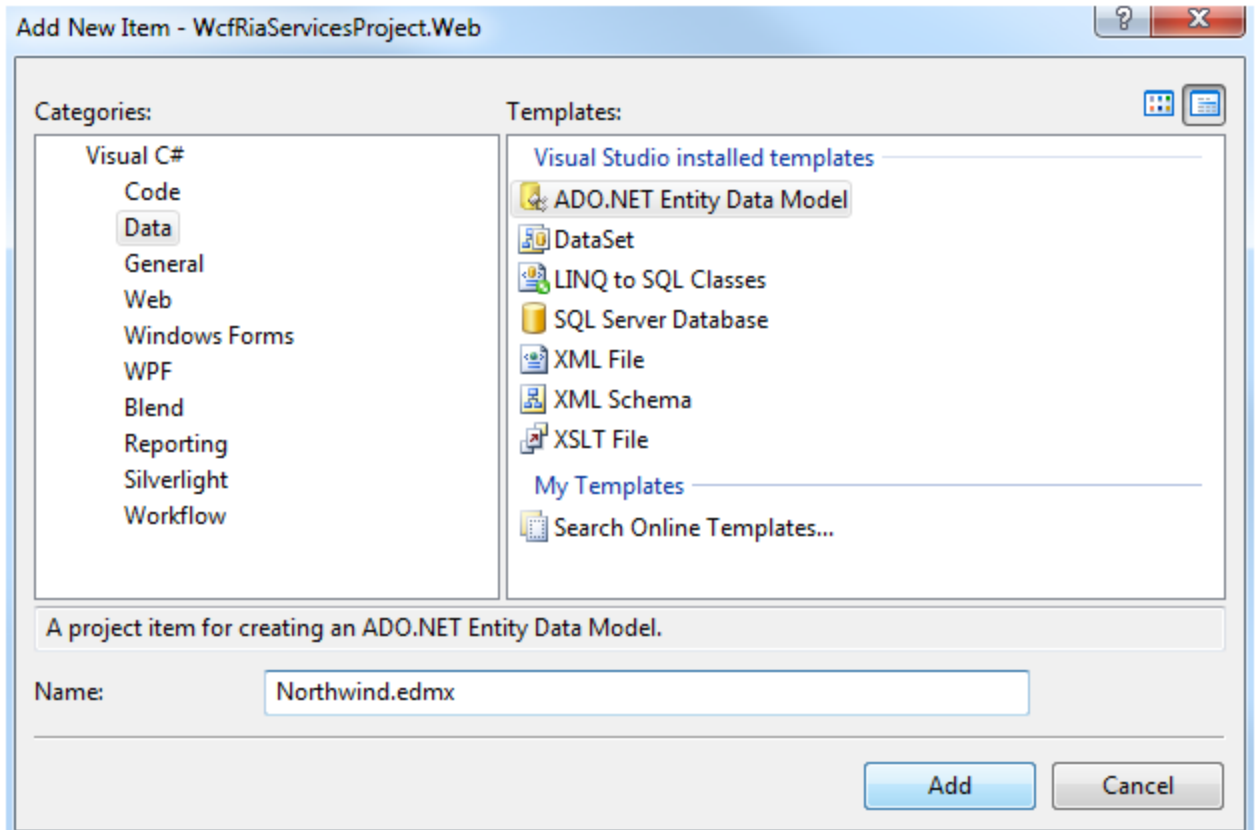 Add New Item - WcfRiaServicesProject.Web
?
Categories:
Visual C#
Code
Data
General
Web
Windows Forms
WPF
Blend
Reporting
Silverlight
Workflow
Templates:
Visual Studio installed templates
ADO.NET Entity Data Model
DataSet
LINQ to SQL Classes
SQL Server Database
XML File
XML Schema
XSLT File
My Templates
Search Online Templates...
A project item for creating an ADO.NET Entity Data Model.
Name: Northwind.edmx
Add Cancel